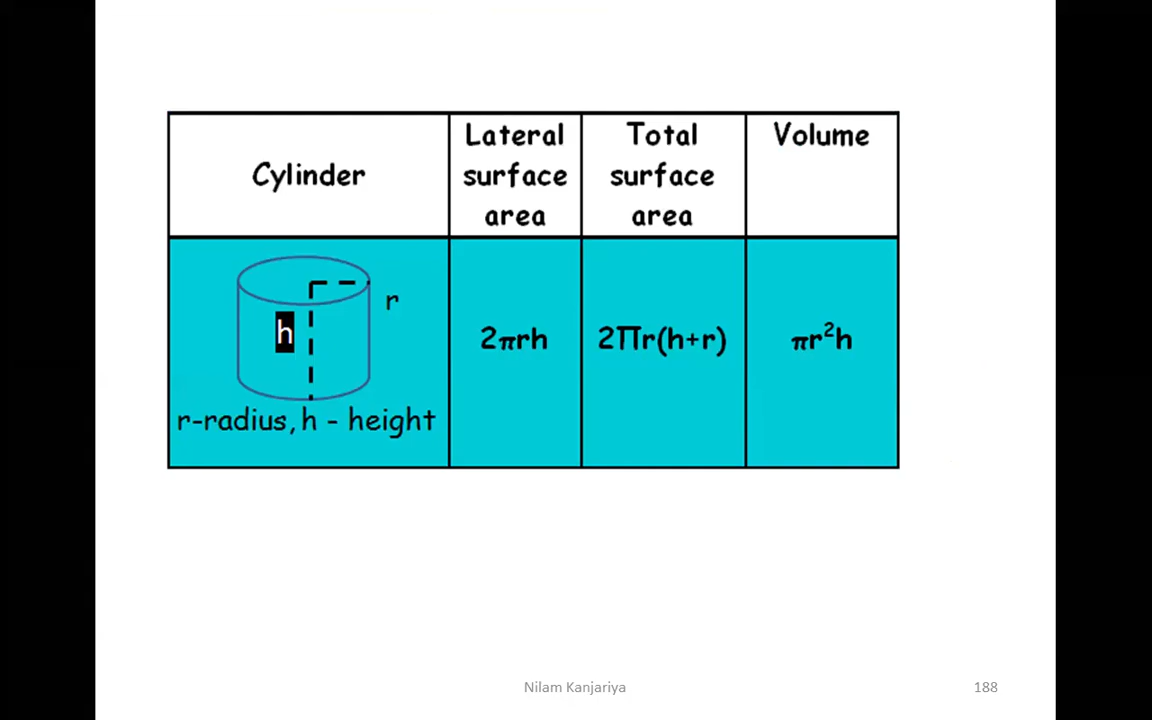 Cylinder
Lateral
surface
area
Total
surface
area
Volume
h
r
r-radius, h - height
2πrh
2Πr(h+r)
πr²h
Nilam Kanjariya
188